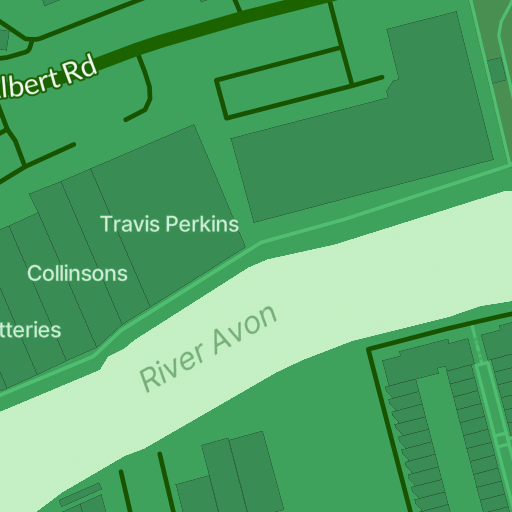 lbert Rd
Travis Perkins
Collinsons
tteries
River Avon